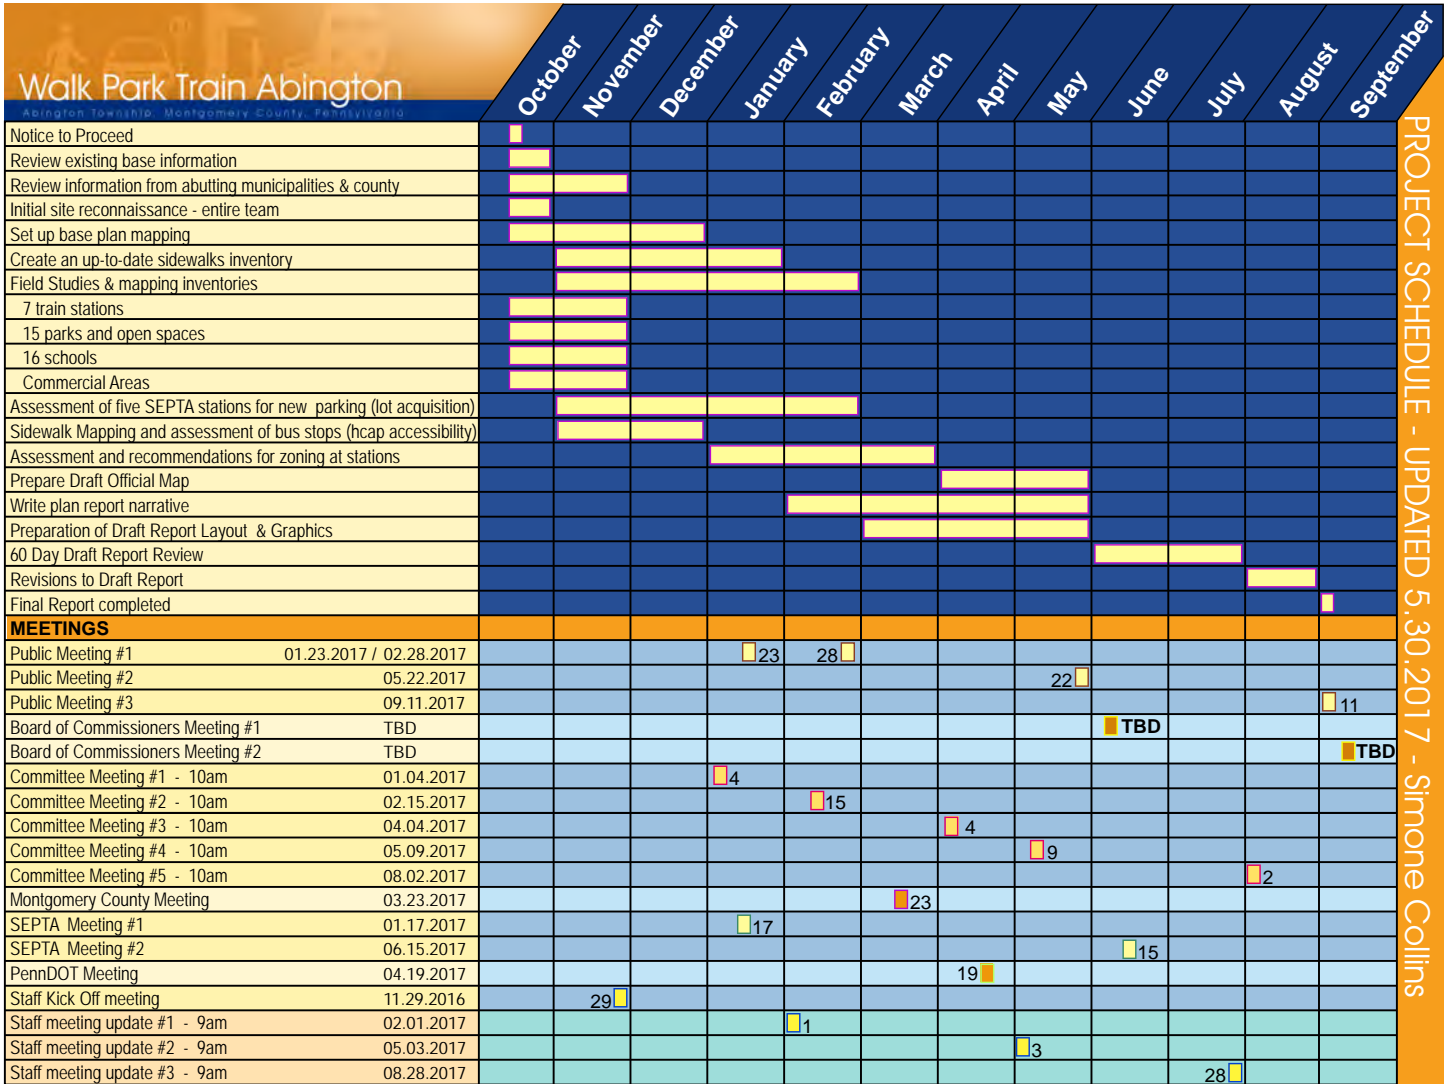 Walk Park Train Abington
Abington Township, Montgomery County, Pennsylvania
October
November
December
January
February
March
April
May
June
July
August
September
PROJECT SCHEDULE - UPDATED 5.30.2017 - Simone Collins
Notice to Proceed
Review existing base information
Review information from abutting municipalities & county
Initial site reconnaissance - entire team
Set up base plan mapping
Create an up-to-date sidewalks inventory
Field Studies & mapping inventories
7 train stations
15 parks and open spaces
16 schools
Commercial Areas
Assessment of five SEPTA stations for new parking (lot acquisition)
Sidewalk Mapping and assessment of bus stops (hcap accessibility)
Assessment and recommendations for zoning at stations
Prepare Draft Official Map
Write plan report narrative
Preparation of Draft Report Layout & Graphics
60 Day Draft Report Review
Revisions to Draft Report
Final Report completed
MEETINGS
Public Meeting #1 01.23.2017 / 02.28.2017 23 28
Public Meeting #2 05.22.2017 22
Public Meeting #3 09.11.2017 11
Board of Commissioners Meeting #1 TBD TBD
Board of Commissioners Meeting #2 TBD TBD
Committee Meeting #1 - 10am 01.04.2017 4
Committee Meeting #2 - 10am 02.15.2017 15
Committee Meeting #3 - 10am 04.04.2017 4
Committee Meeting #4 - 10am 05.09.2017 9
Committee Meeting #5 - 10am 08.02.2017 2
Montgomery County Meeting 03.23.2017 23
SEPTA Meeting #1 01.17.2017 17
SEPTA Meeting #2 06.15.2017 15
PennDOT Meeting 04.19.2017 19
Staff Kick Off meeting 11.29.2016 29
Staff meeting update #1 - 9am 02.01.2017 1
Staff meeting update #2 - 9am 05.03.2017 3
Staff meeting update #3 - 9am 08.28.2017 28